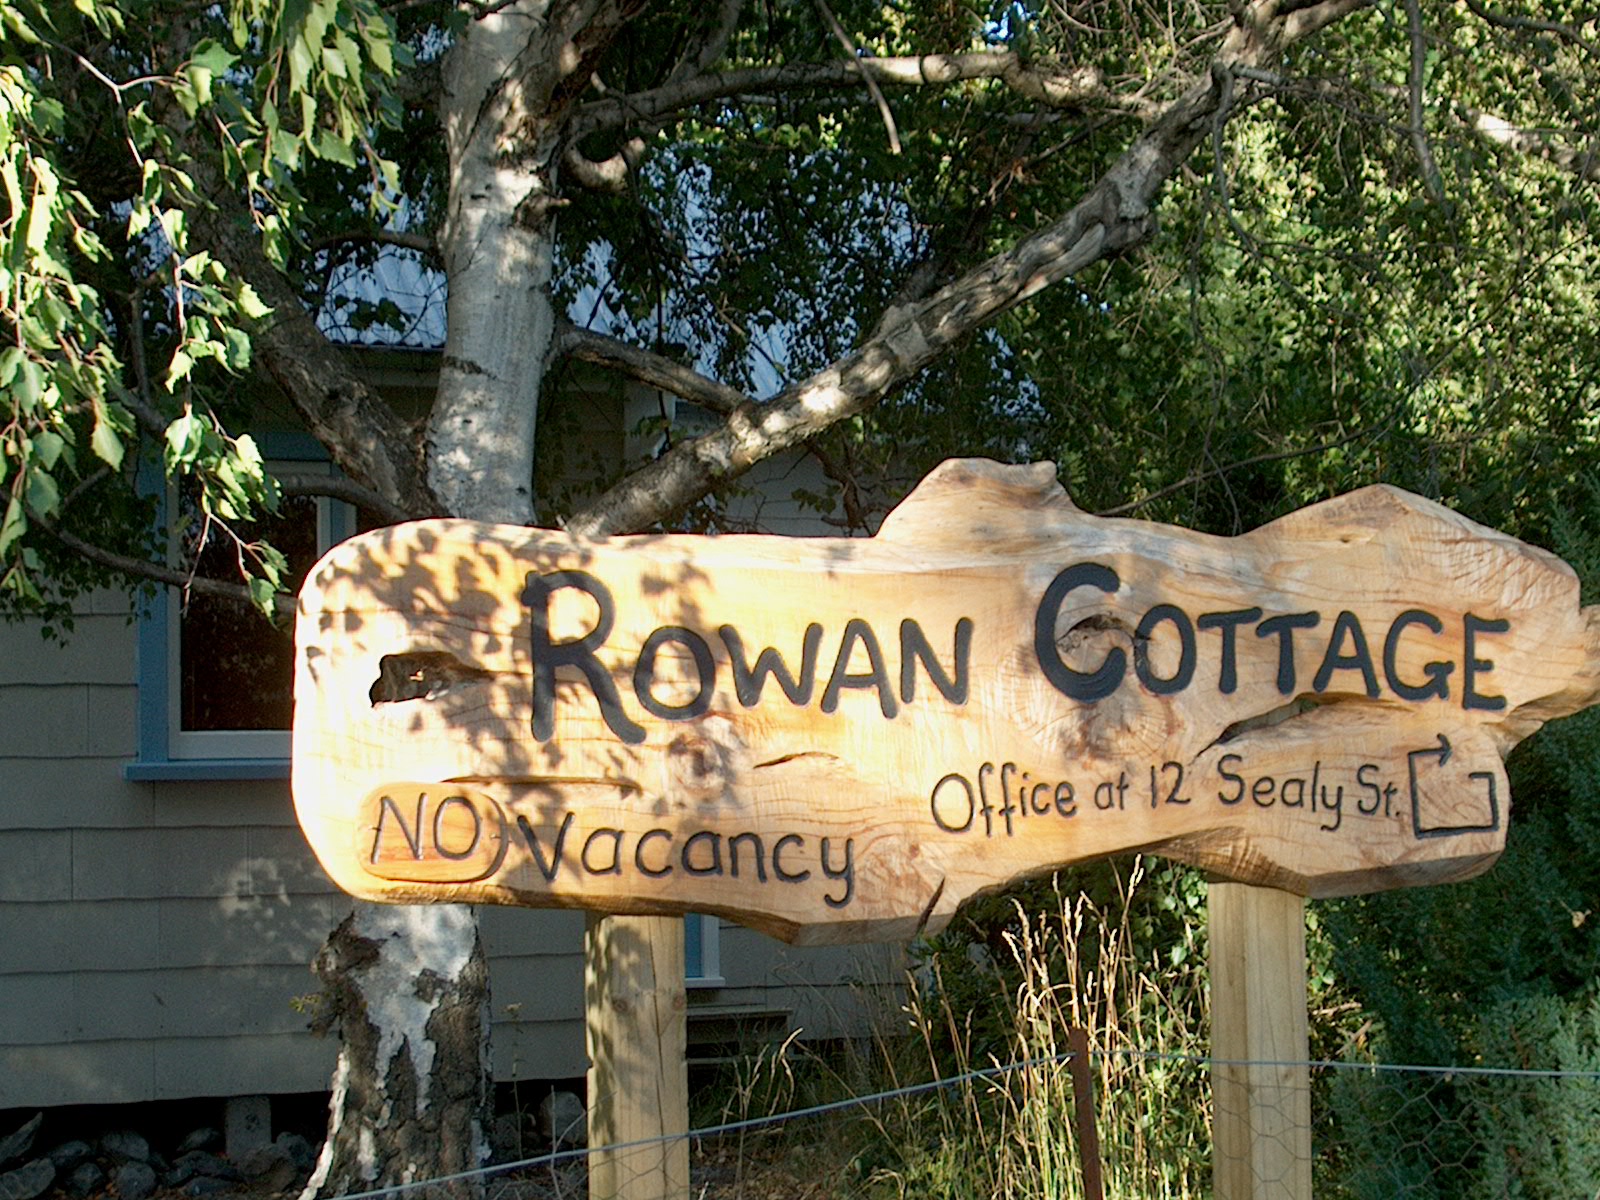 ROWAN COTTAGE
Office at 12 Sealy St.
NO Vacancy